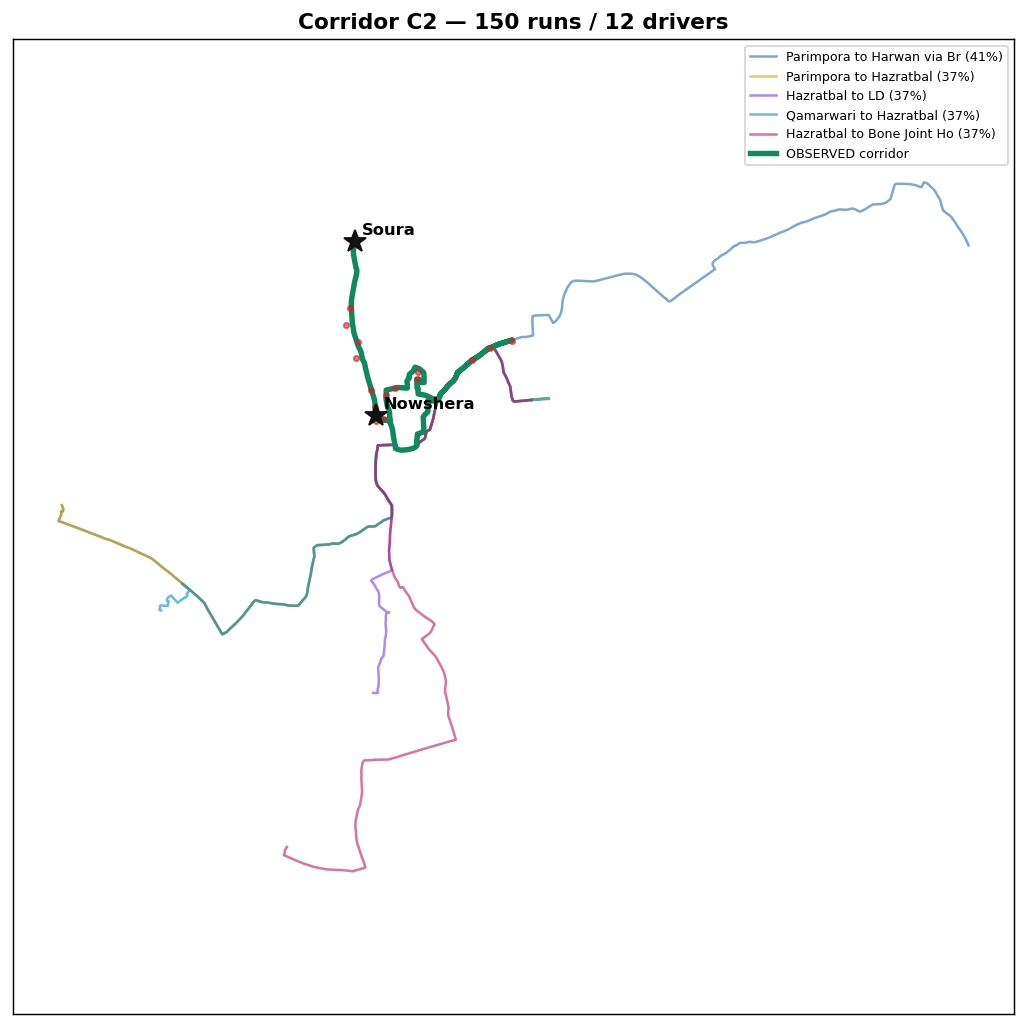 Corridor C2 — 150 runs / 12 drivers
Parimpora to Harwan via Br (41%)
Parimpora to Hazratbal (37%)
Hazratbal to LD (37%)
Qamarwari to Hazratbal (37%)
Hazratbal to Bone Joint Ho (37%)
OBSERVED corridor
Soura
Nowshera